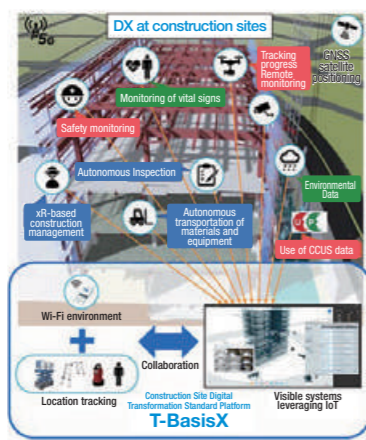 DX at construction sites
5G
Tracking
progress
Remote
monitoring
GNSS
satellite
positioning
Monitoring of vital signs
Safety monitoring
Autonomous Inspection
Environmental
Data
xR-based
construction
management
Autonomous
transportation of
materials and
equipment
Use of CCUS data
Wi-Fi environment
Collaboration
Location tracking
Visible systems
leveraging IoT
Construction Site Digital
Transformation Standard Platform
T-BasisX